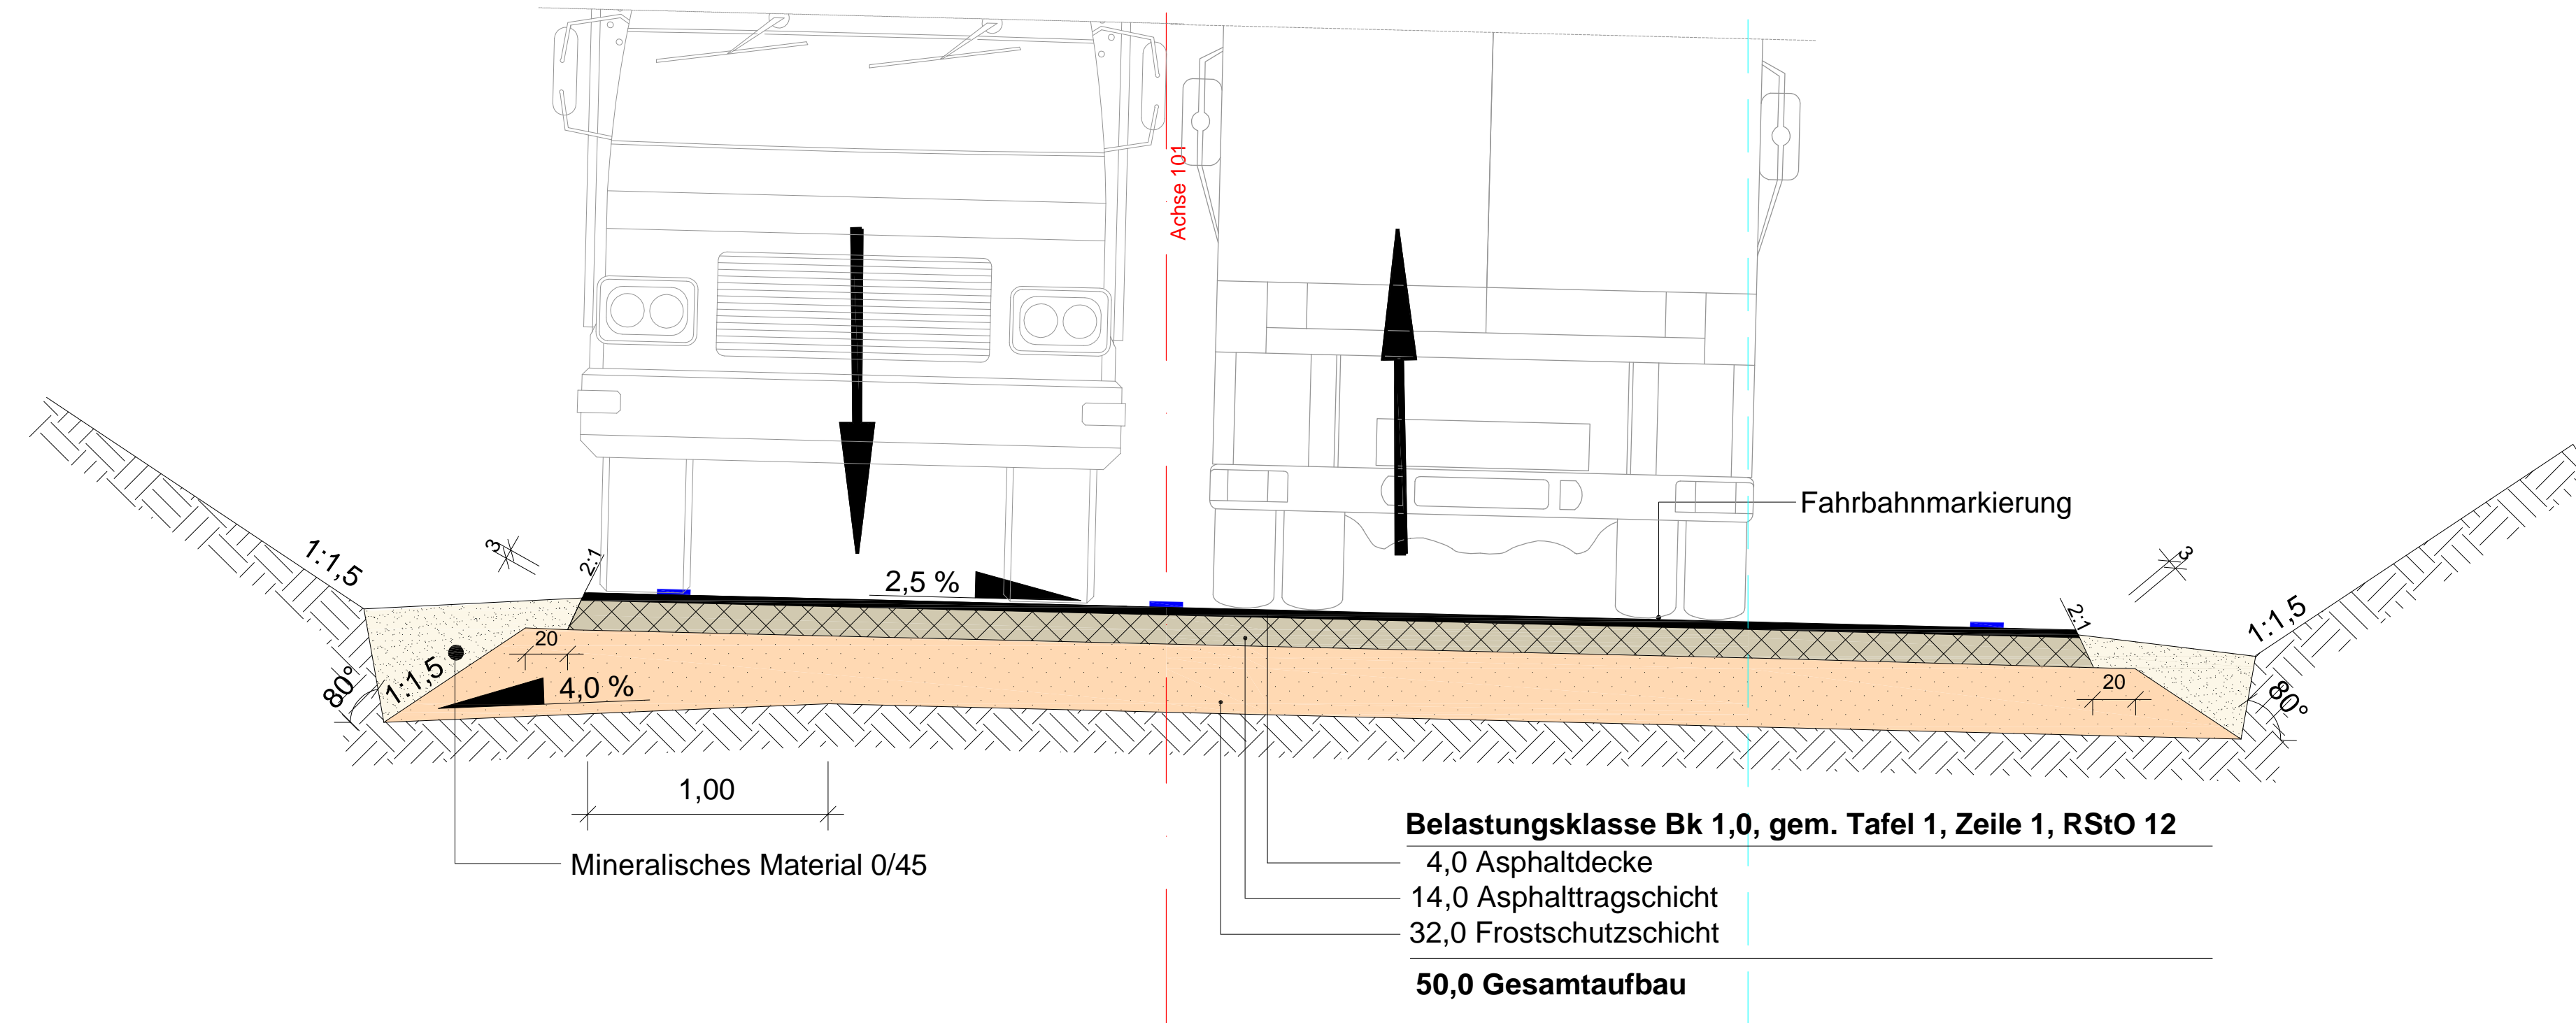 Achse 101
Fahrbahnmarkierung
1:1,5
3
2:1
2,5 %
3
2:1
1:1,5
20
80°
1:1,5
4,0 %
20
80°
1,00
Mineralisches Material 0/45
Belastungsklasse Bk 1,0, gem. Tafel 1, Zeile 1, RStO 12
4,0 Asphaltdecke
14,0 Asphalttragschicht
32,0 Frostschutzschicht
50,0 Gesamtaufbau